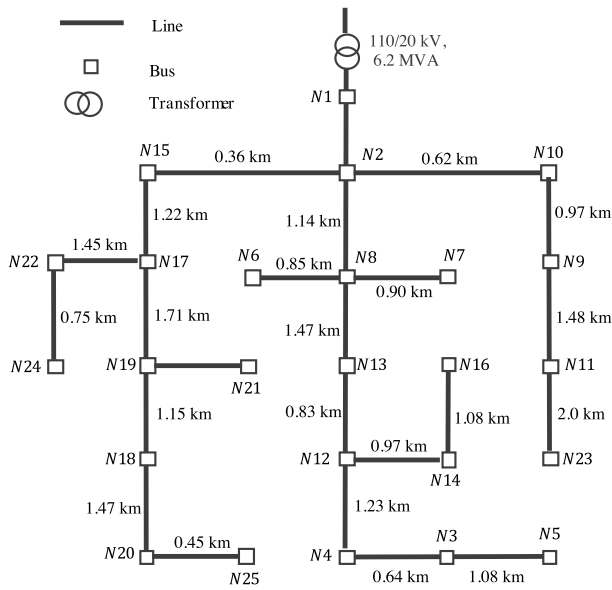 Line
110/20 kV,
6.2 MVA
Bus
Transformer
N1
N15
0.36 km
N2
0.62 km
N10
1.22 km
1.14 km
0.97 km
1.45 km
N6
N8
N7
N22
N17
0.85 km
N9
0.90 km
0.75 km
1.71 km
1.47 km
1.48 km
N24
N19
N13
N16
N11
N21
1.15 km
0.83 km
1.08 km
2.0 km
0.97 km
N18
N12
N23
N14
1.47 km
1.23 km
0.45 km
N3
N5
N20
N4
N25
0.64 km
1.08 km